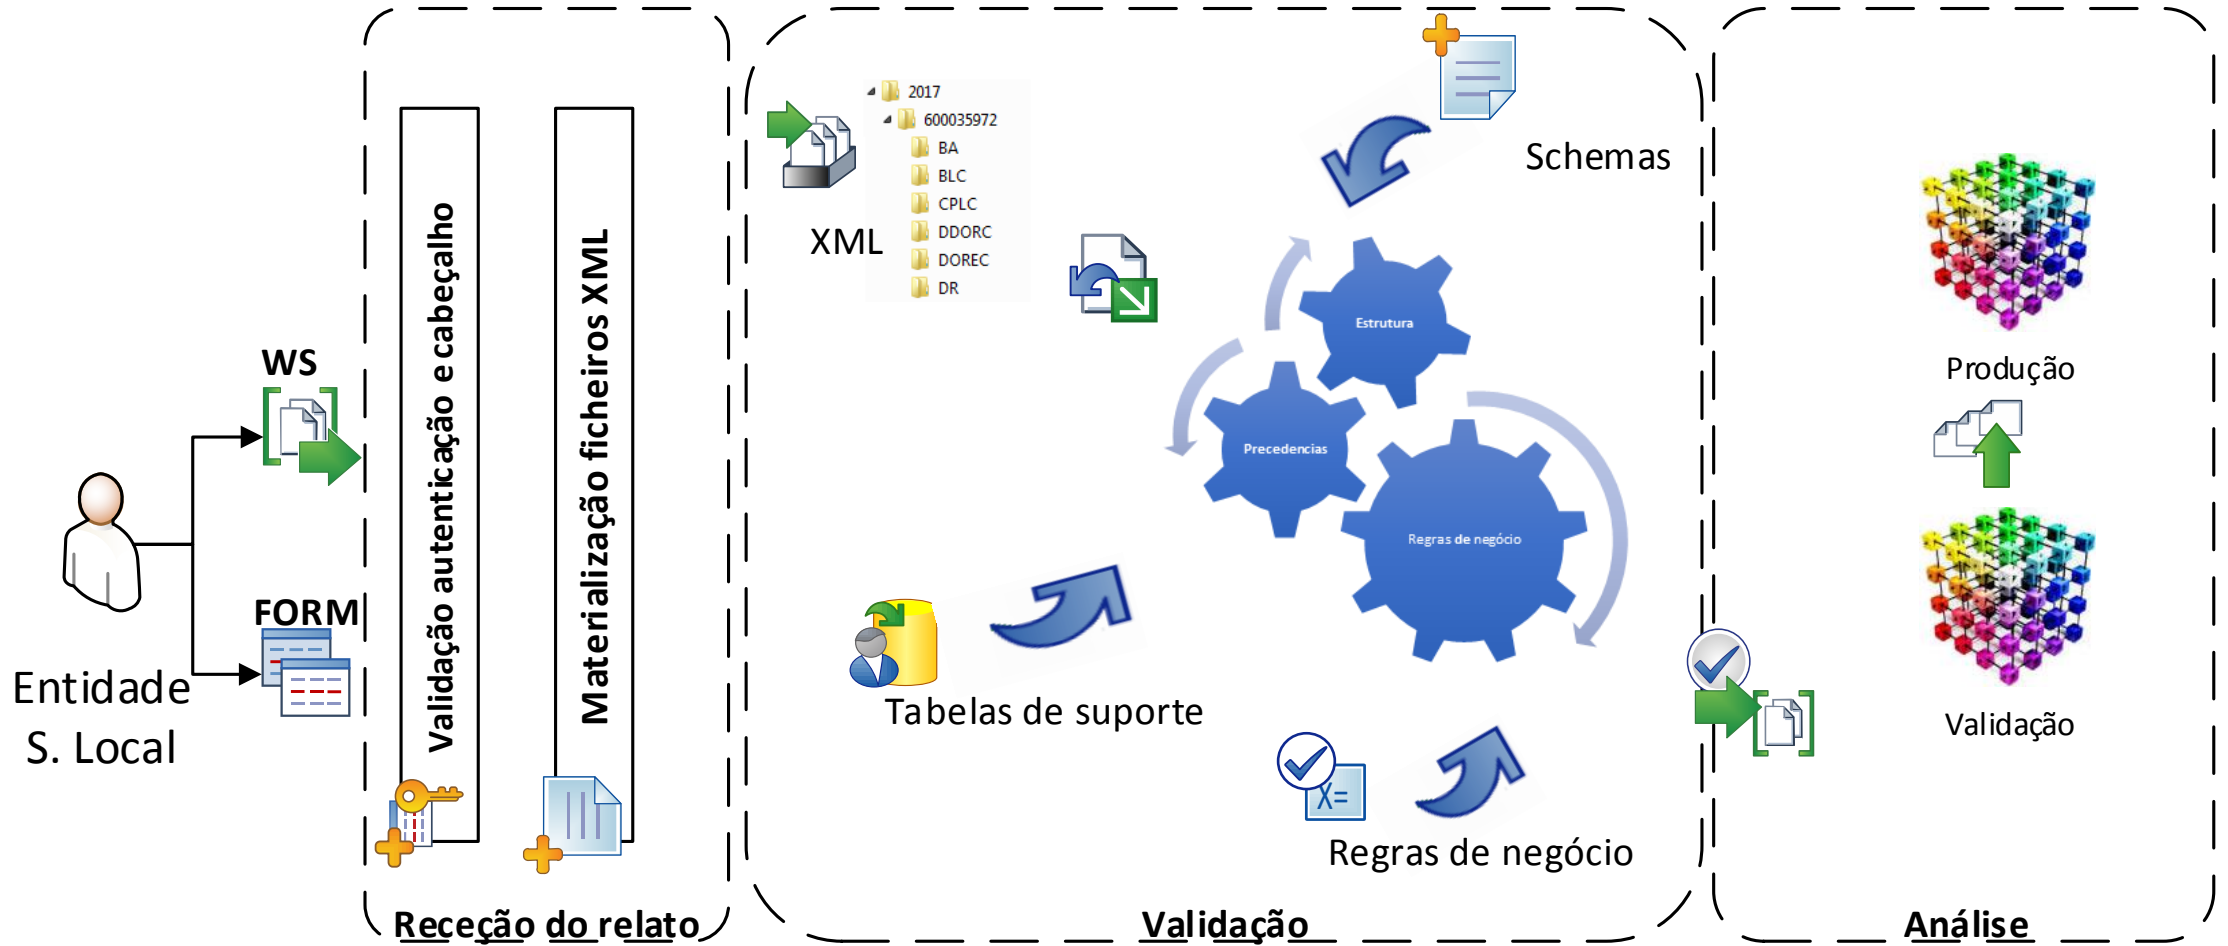 Entidade
S. Local
WS
FORM
Validação autenticação e cabeçalho
Materialização ficheiros XML
Receção do relato
XML
2017
600035972
BA
BLC
CPLC
DDORC
DOREC
DR
Schemas
Estrutura
Precedencias
Regras de negócio
Tabelas de suporte
X=
Regras de negócio
Validação
Produção
Validação
Análise